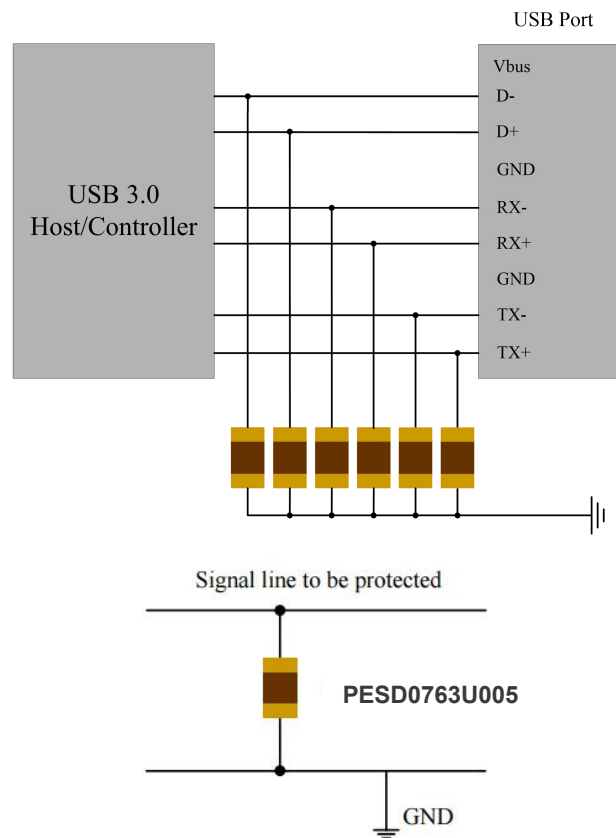 USB Port
Vbus
D-
D+
GND
RX-
RX+
GND
TX-
TX+
USB 3.0
Host/Controller
Signal line to be protected
PESD0763U005
GND